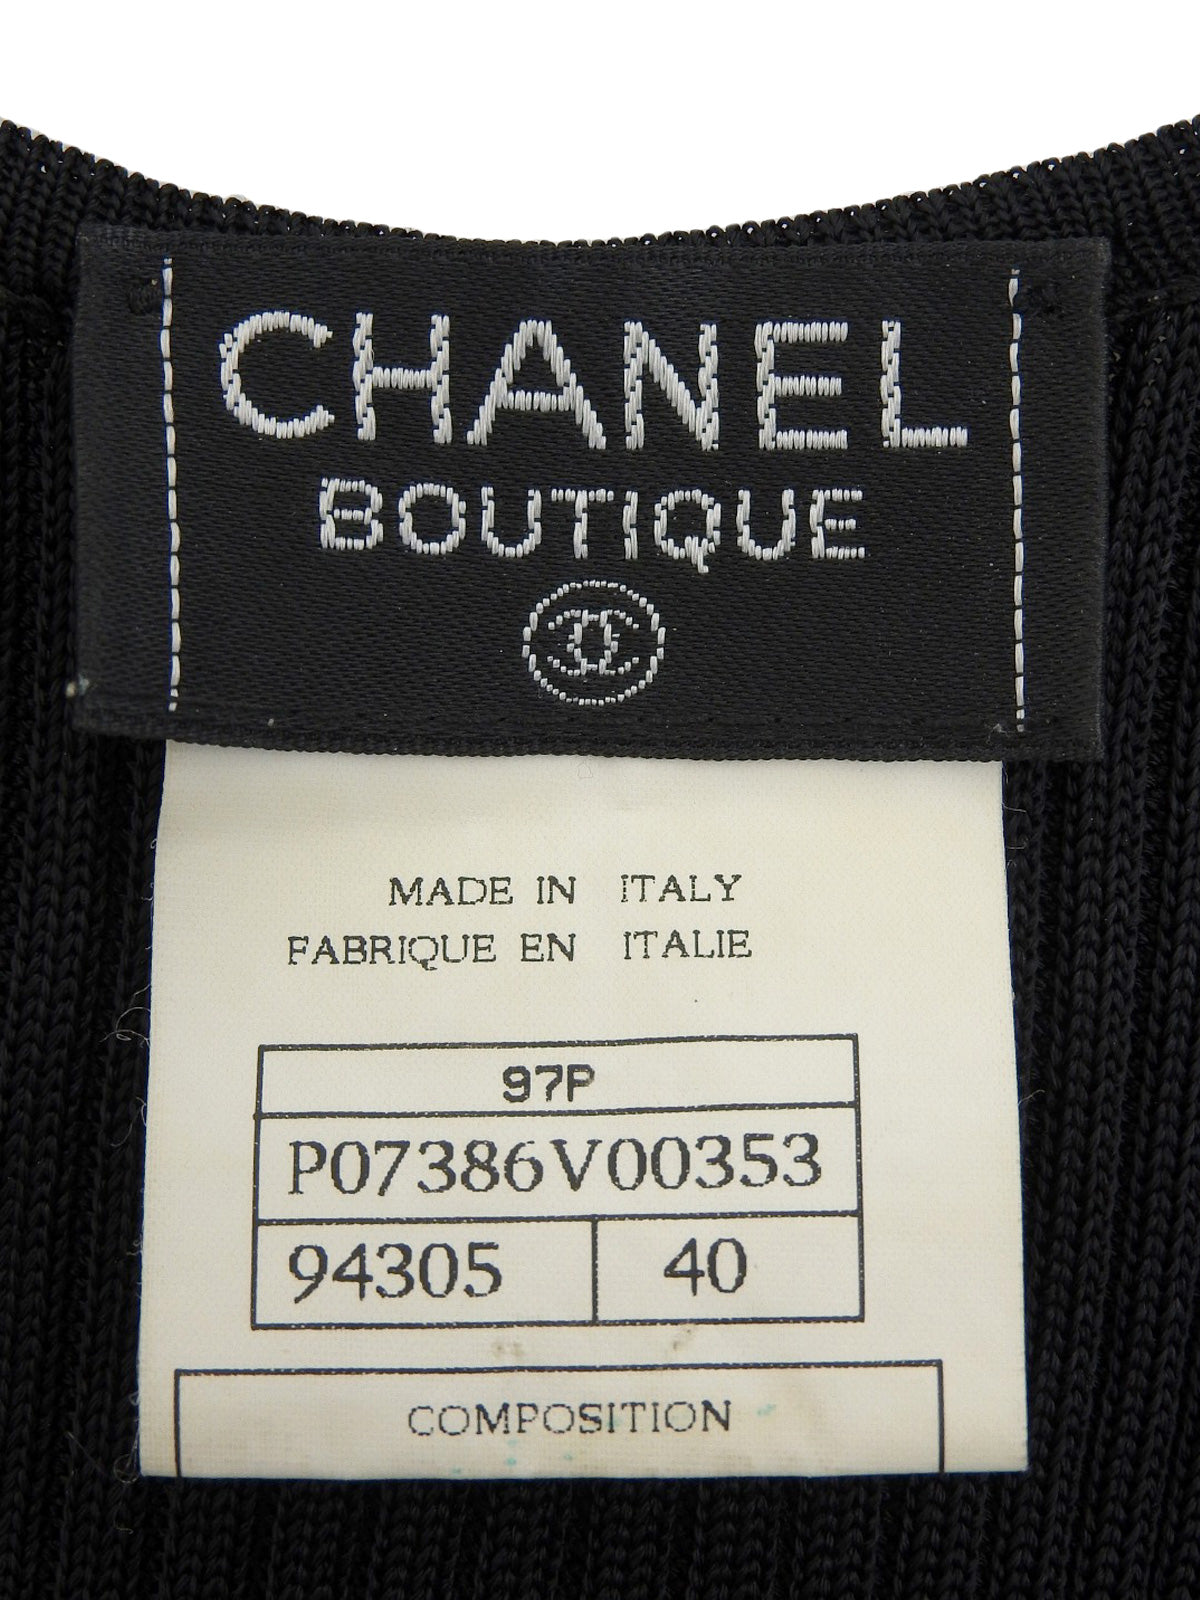 CHANEL
BOUTIQUE
MADE IN ITALY
FABRIQUE EN ITALIE
97P
P07386V00353
94305 40
COMPOSITION